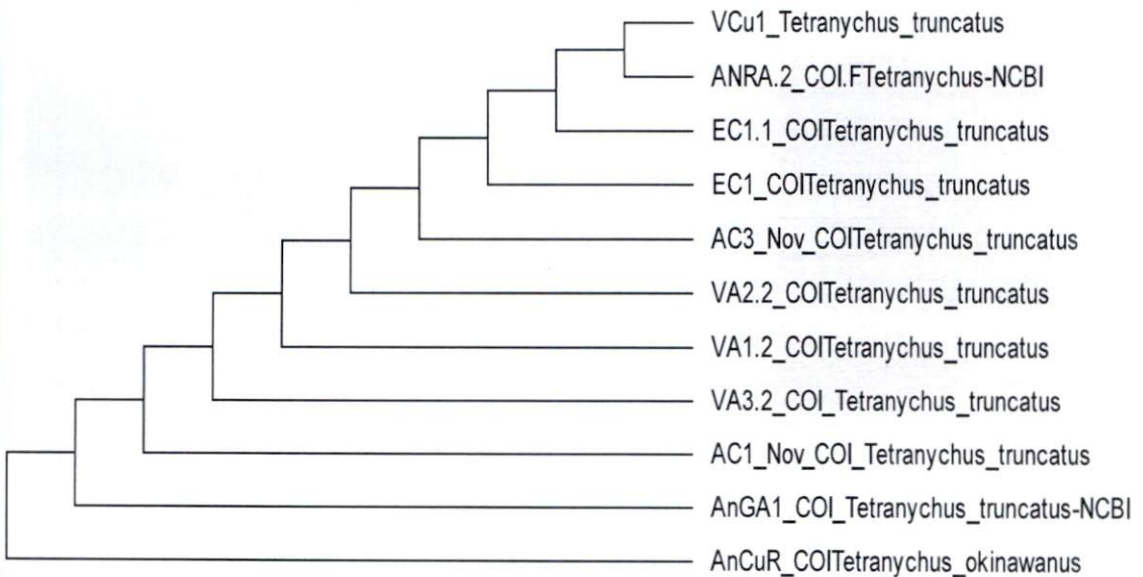 VCu1_Tetranychus_truncatus
ANRA.2_COI.FTetranychus-NCBI
EC1.1_COITetranychus_truncatus
EC1_COITetranychus_truncatus
AC3_Nov_COITetranychus_truncatus
VA2.2_COITetranychus_truncatus
VA1.2_COITetranychus_truncatus
VA3.2_COI_Tetranychus_truncatus
AC1_Nov_COI_Tetranychus_truncatus
AnGA1_COI_Tetranychus_truncatus-NCBI
AnCuR_COITetranychus_okinawanus